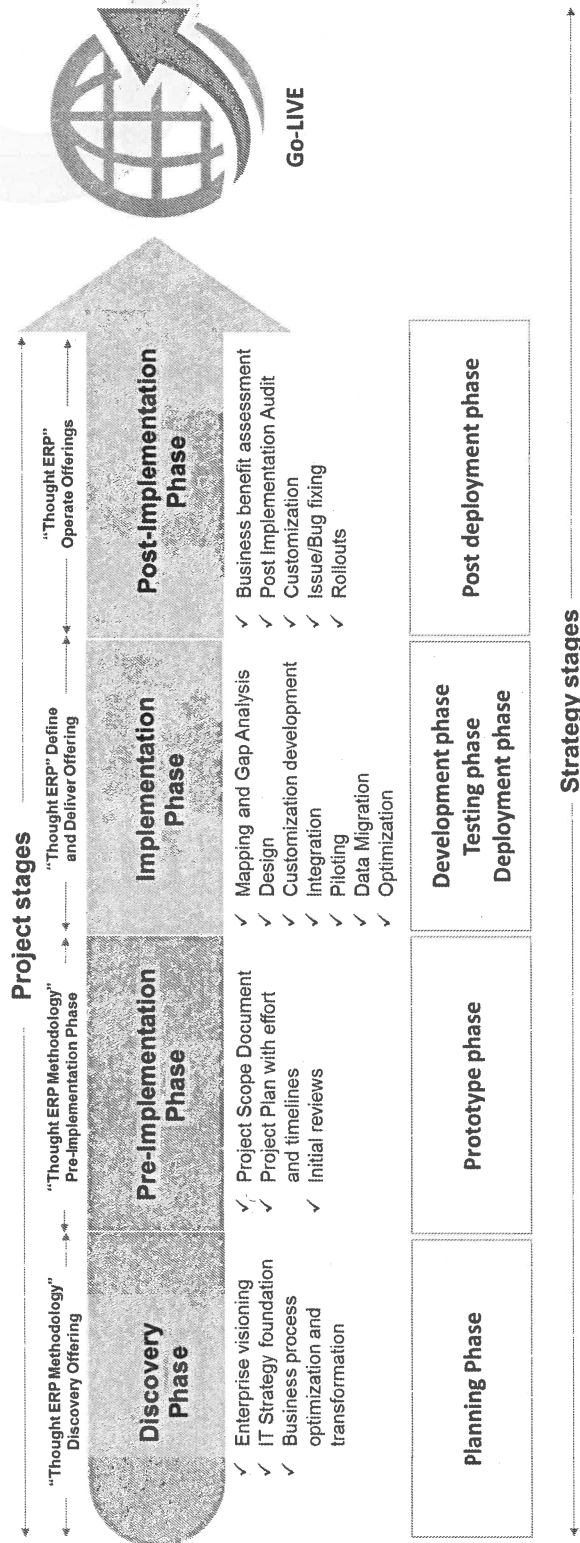 Project stages
“Thought ERP Methodology”
Discovery Offering
“Thought ERP Methodology”
Pre-Implementation Phase
“Thought ERP” Define
and Deliver Offering
“Thought ERP”
Operate Offerings
Discovery
Phase
Pre-Implementation
Phase
Implementation
Phase
Post-Implementation
Phase
Go-LIVE
✓ Enterprise visioning
✓ IT Strategy foundation
✓ Business process
optimization and
transformation
✓ Project Scope Document
✓ Project Plan with effort
and timelines
✓ Initial reviews
✓ Mapping and Gap Analysis
✓ Design
✓ Customization development
✓ Integration
✓ Piloting
✓ Data Migration
✓ Optimization
✓ Business benefit assessment
✓ Post Implementation Audit
✓ Customization
✓ Issue/Bug fixing
✓ Rollouts
Planning Phase
Prototype phase
Development phase
Testing phase
Deployment phase
Post deployment phase
Strategy stages